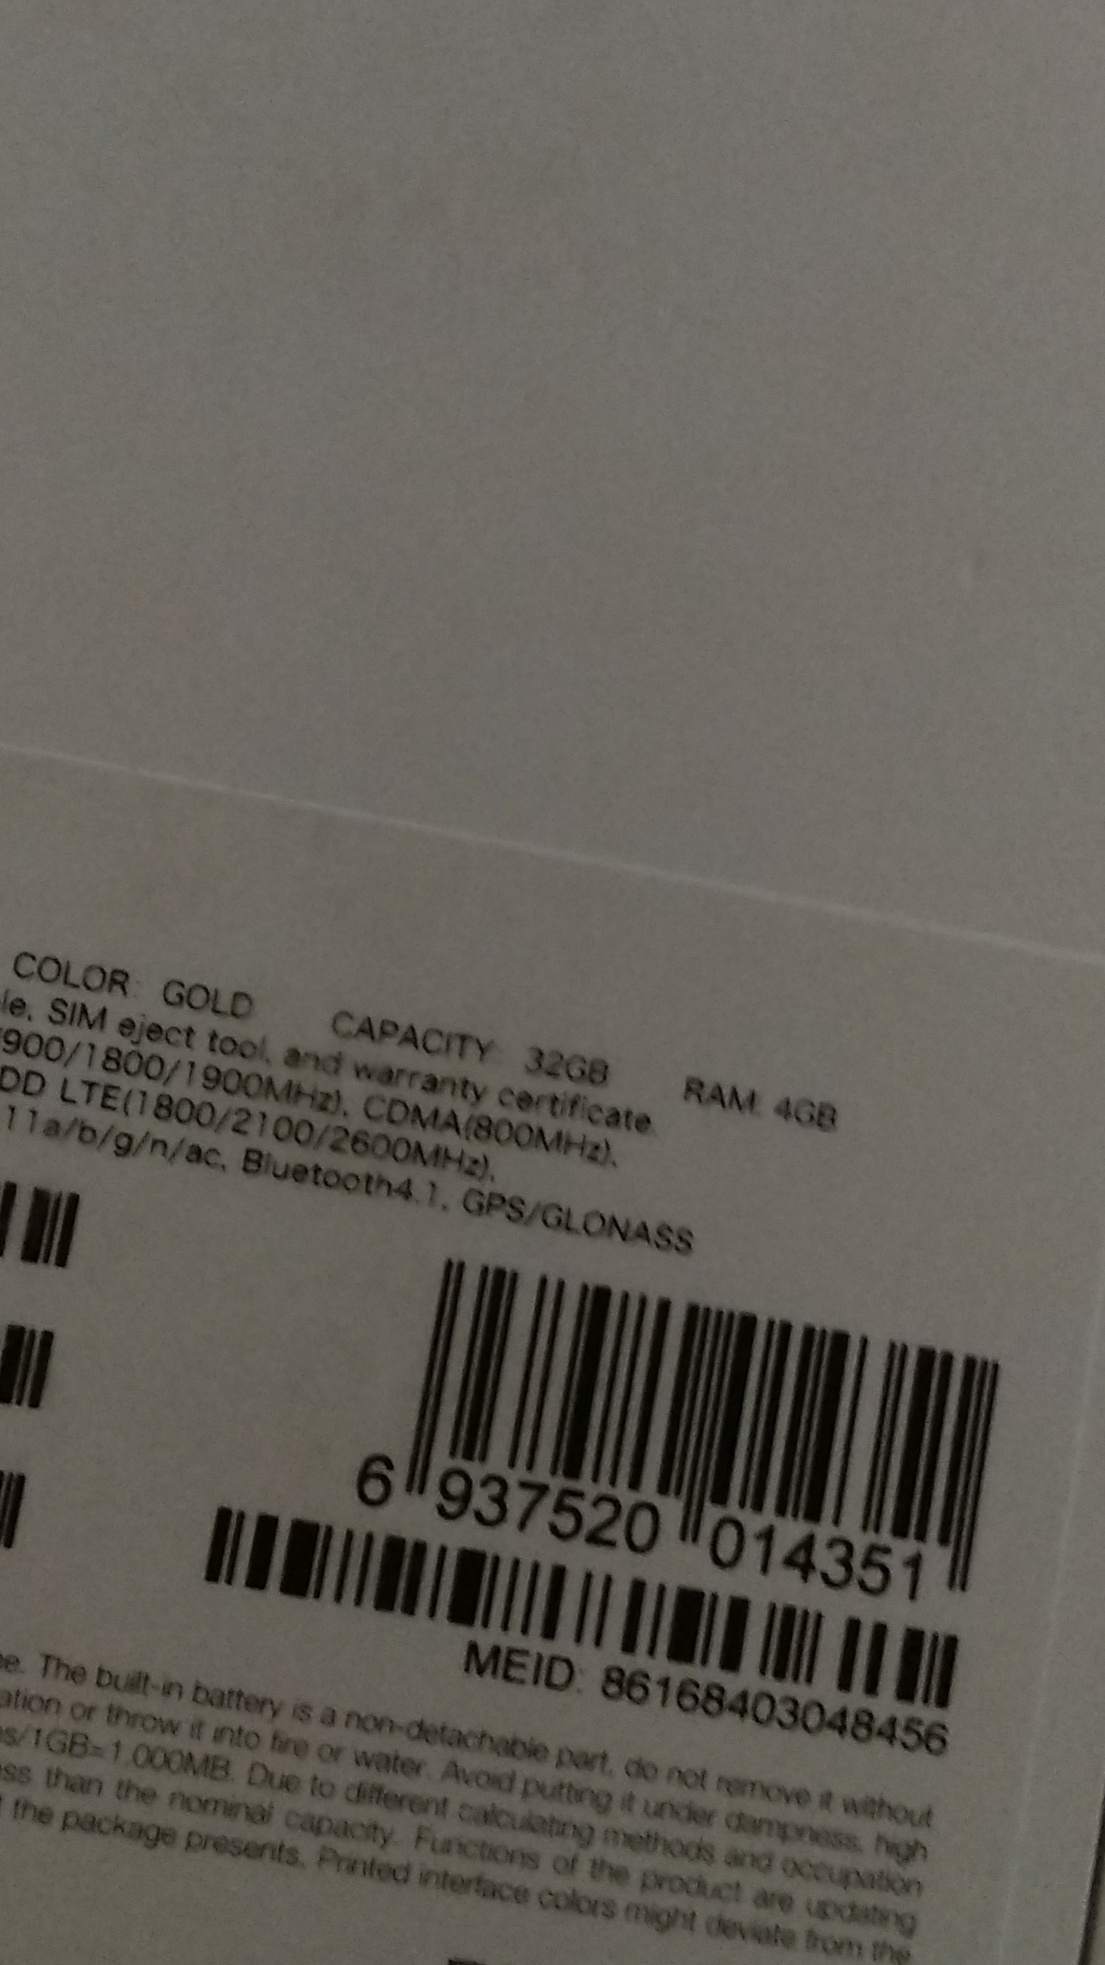 COLOR: GOLD CAPACITY: 32GB RAM: 4GB
le, SIM eject tool, and warranty certificate.
900/1800/1900MHz), CDMA(800MHz),
DD LTE(1800/2100/2600MHz),
11a/b/g/n/ac, Bluetooth4.1, GPS/GLONASS
6 937520 014351
MEID: 86168403048456
e. The built-in battery is a non-detachable part, do not remove it without
ation or throw it into fire or water. Avoid putting it under dampness, high
s/1GB=1,000MB. Due to different calculating methods and occupation
ss than the nominal capacity. Functions of the product are updating
the package presents. Printed interface colors might deviate from the